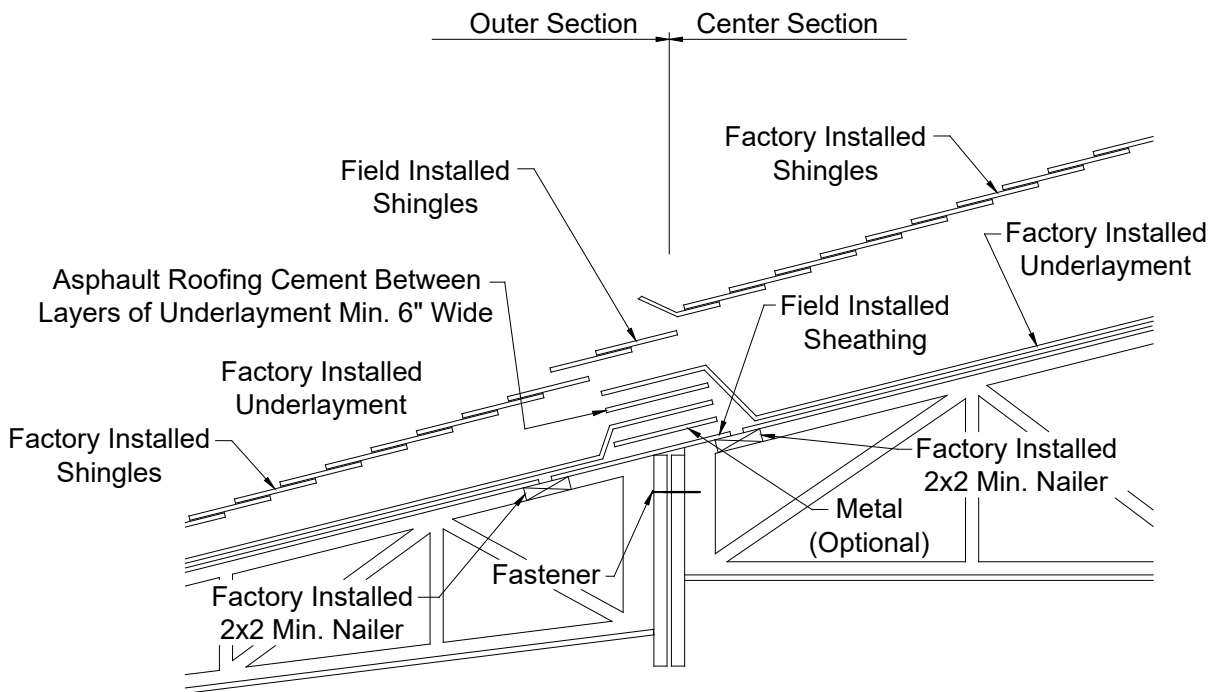 Outer Section
Center Section
Factory Installed
Shingles
Field Installed
Shingles
Factory Installed
Underlayment
Asphault Roofing Cement Between
Layers of Underlayment Min. 6" Wide
Field Installed
Sheathing
Factory Installed
Underlayment
Factory Installed
Shingles
Factory Installed
2x2 Min. Nailer
Metal
(Optional)
Fastener
Factory Installed
2x2 Min. Nailer